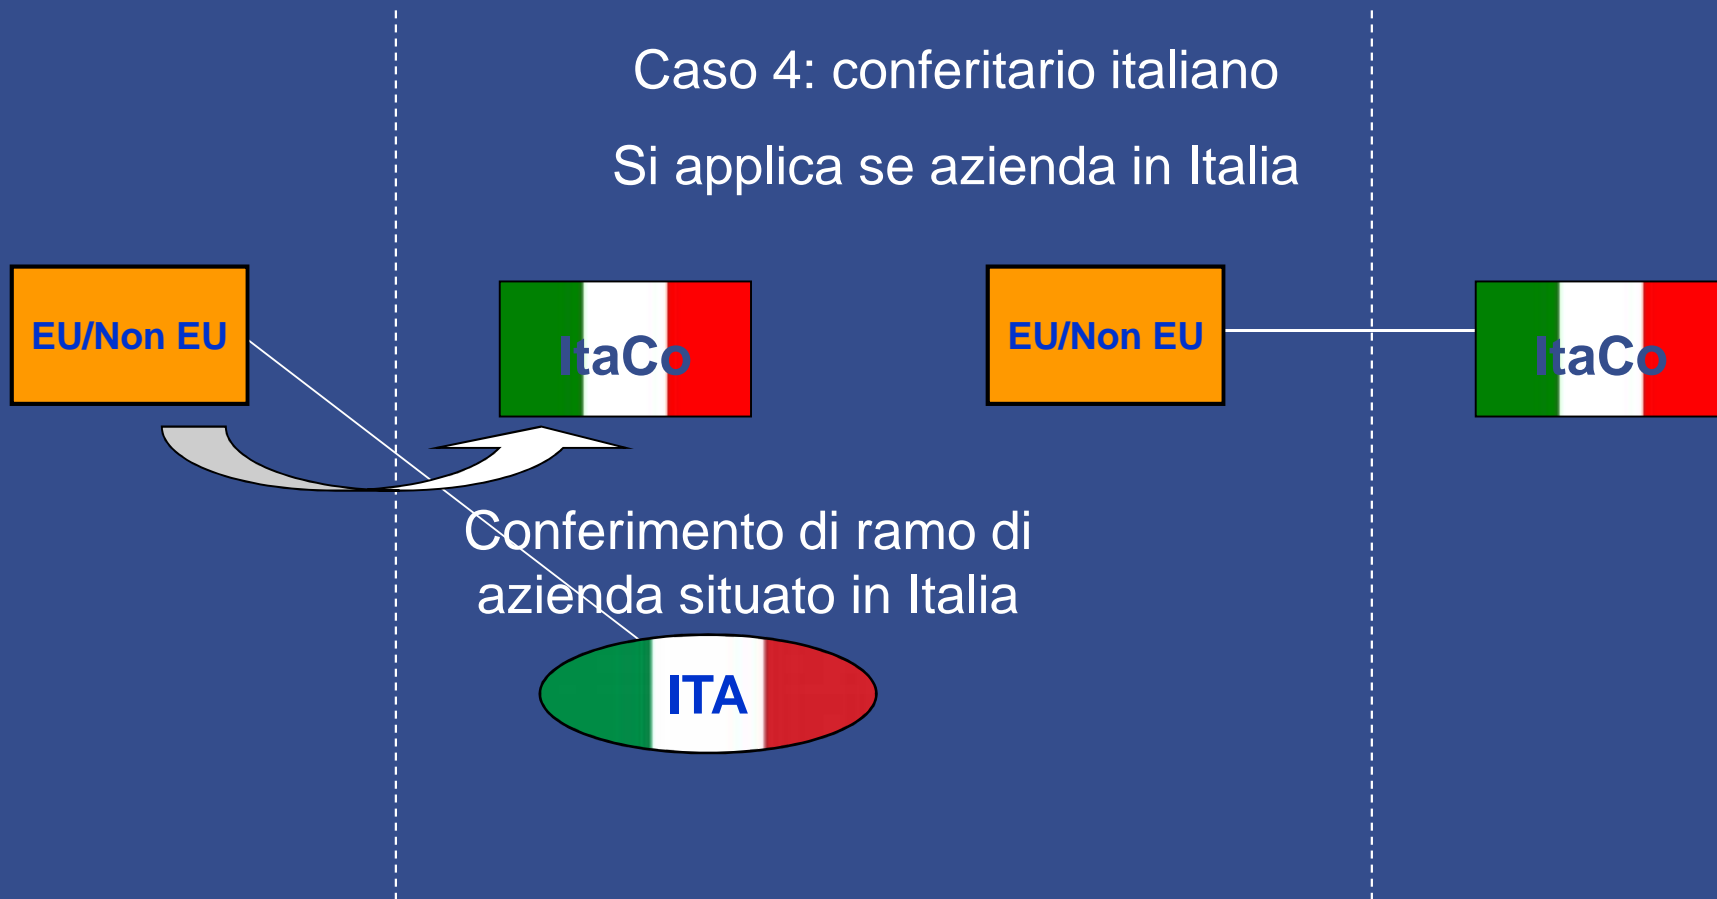 Caso 4: conferitario italiano
Si applica se azienda in Italia
EU/Non EU
ItaCo
EU/Non EU
ItaCo
Conferimento di ramo di
azienda situato in Italia
ITA